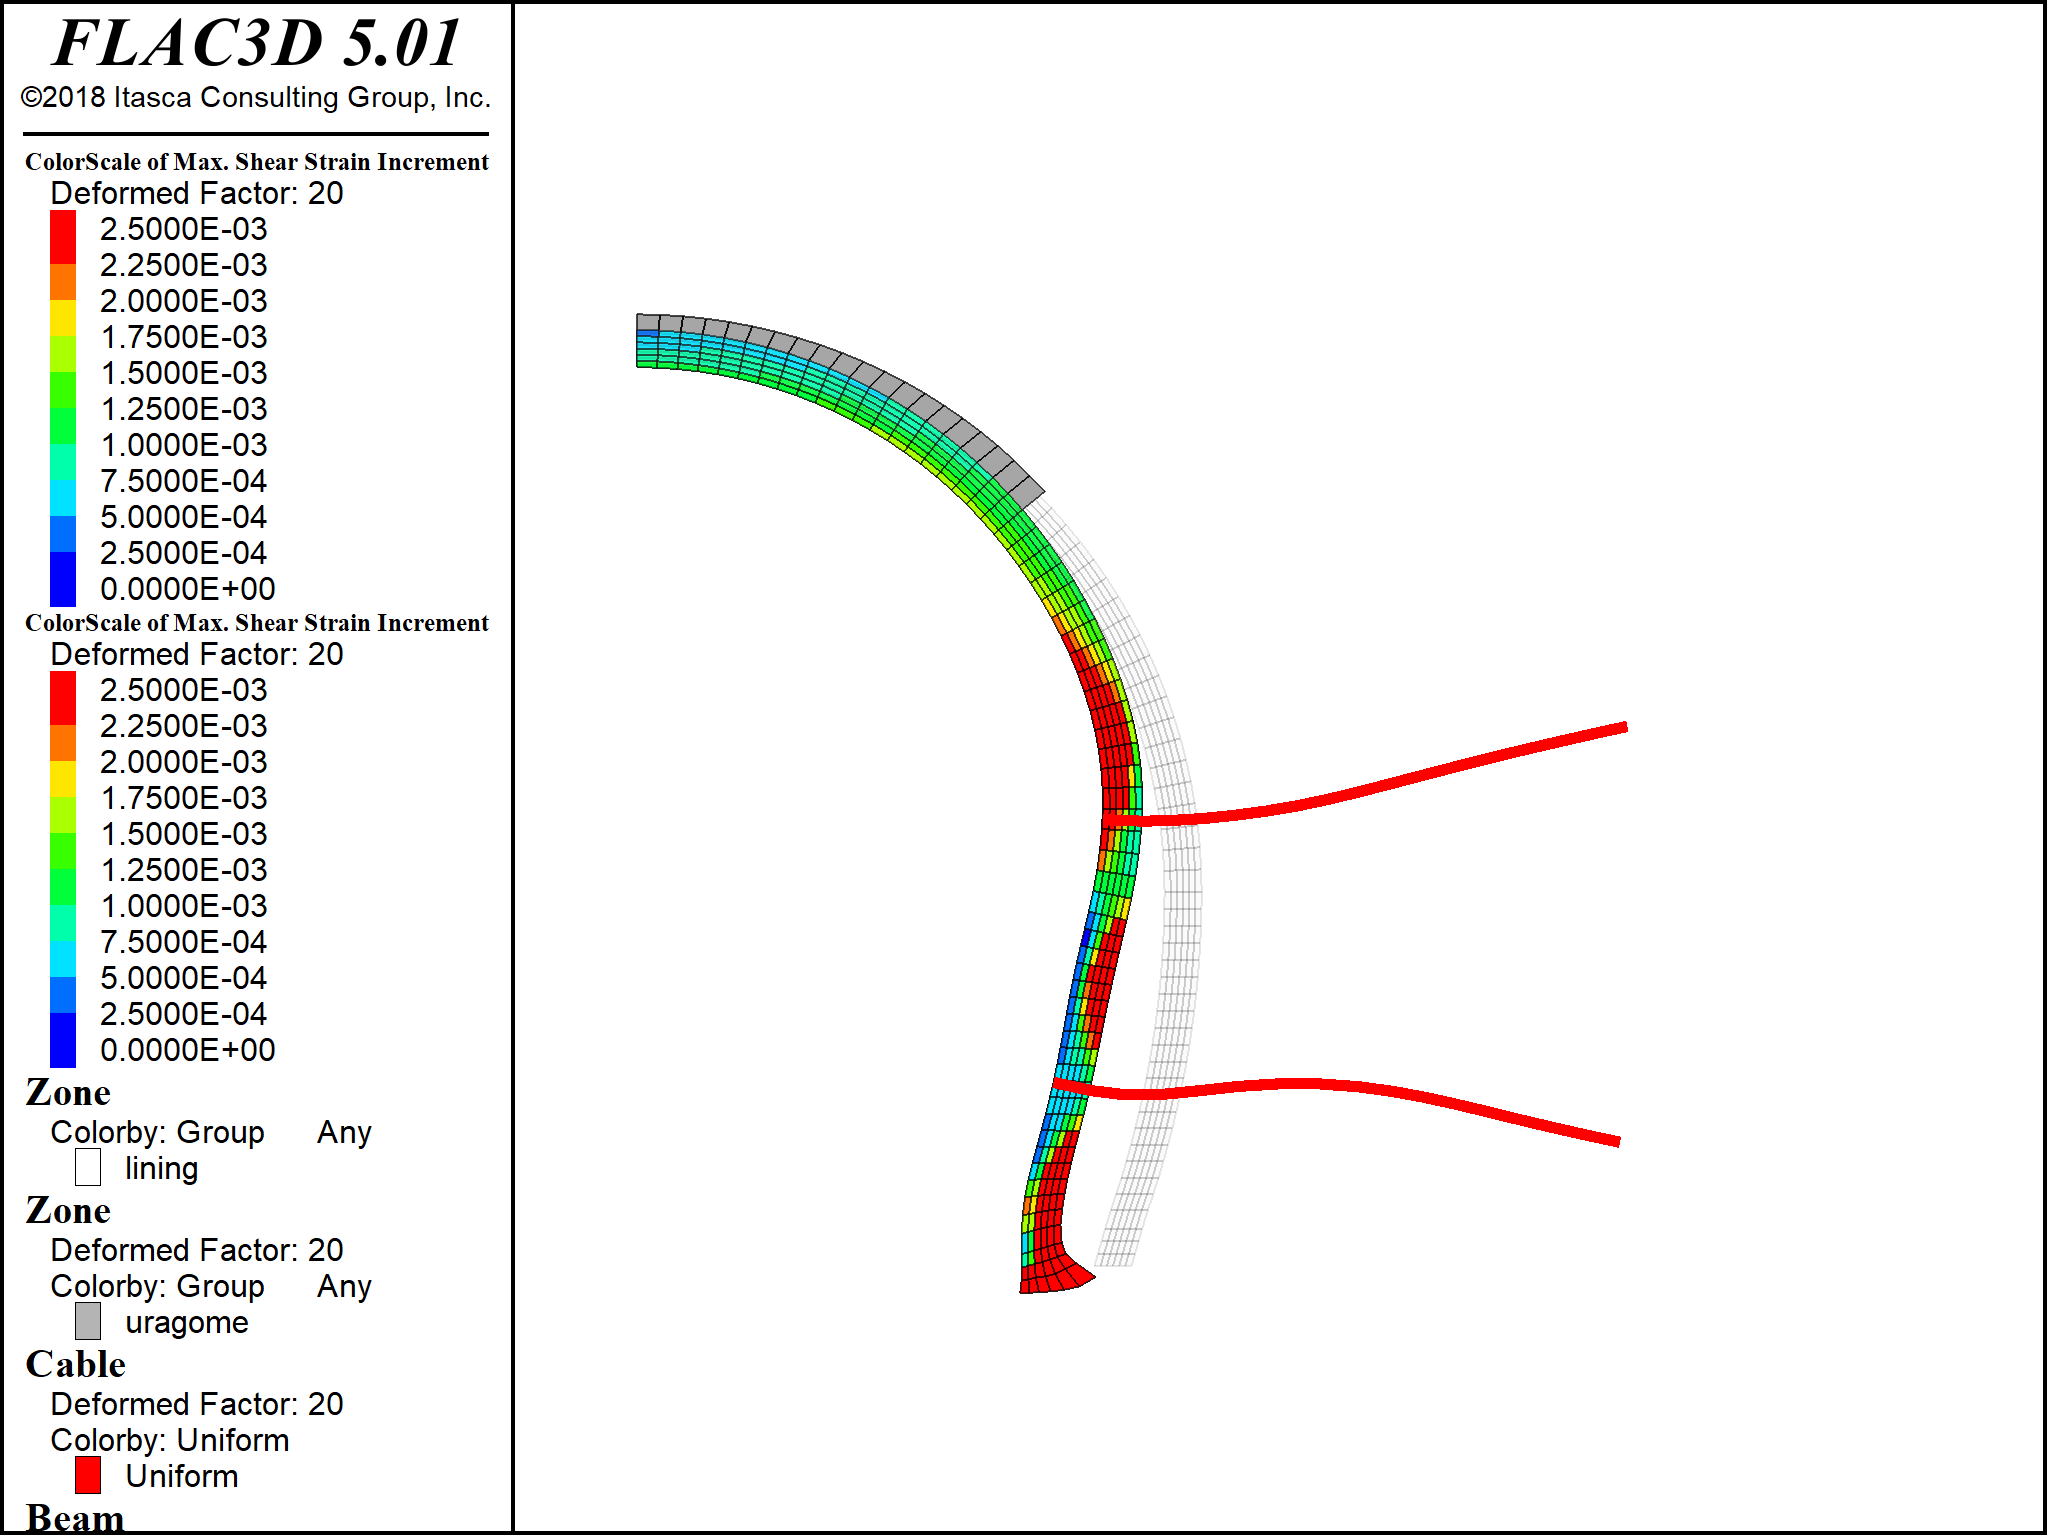 FLAC3D 5.01
©2018 Itasca Consulting Group, Inc.
ColorScale of Max. Shear Strain Increment
Deformed Factor: 20
2.5000E-03
2.2500E-03
2.0000E-03
1.7500E-03
1.5000E-03
1.2500E-03
1.0000E-03
7.5000E-04
5.0000E-04
2.5000E-04
0.0000E+00
ColorScale of Max. Shear Strain Increment
Deformed Factor: 20
2.5000E-03
2.2500E-03
2.0000E-03
1.7500E-03
1.5000E-03
1.2500E-03
1.0000E-03
7.5000E-04
5.0000E-04
2.5000E-04
0.0000E+00
Zone
Colorby: Group Any
lining
Zone
Deformed Factor: 20
Colorby: Group Any
uragome
Cable
Deformed Factor: 20
Colorby: Uniform
Uniform
Beam